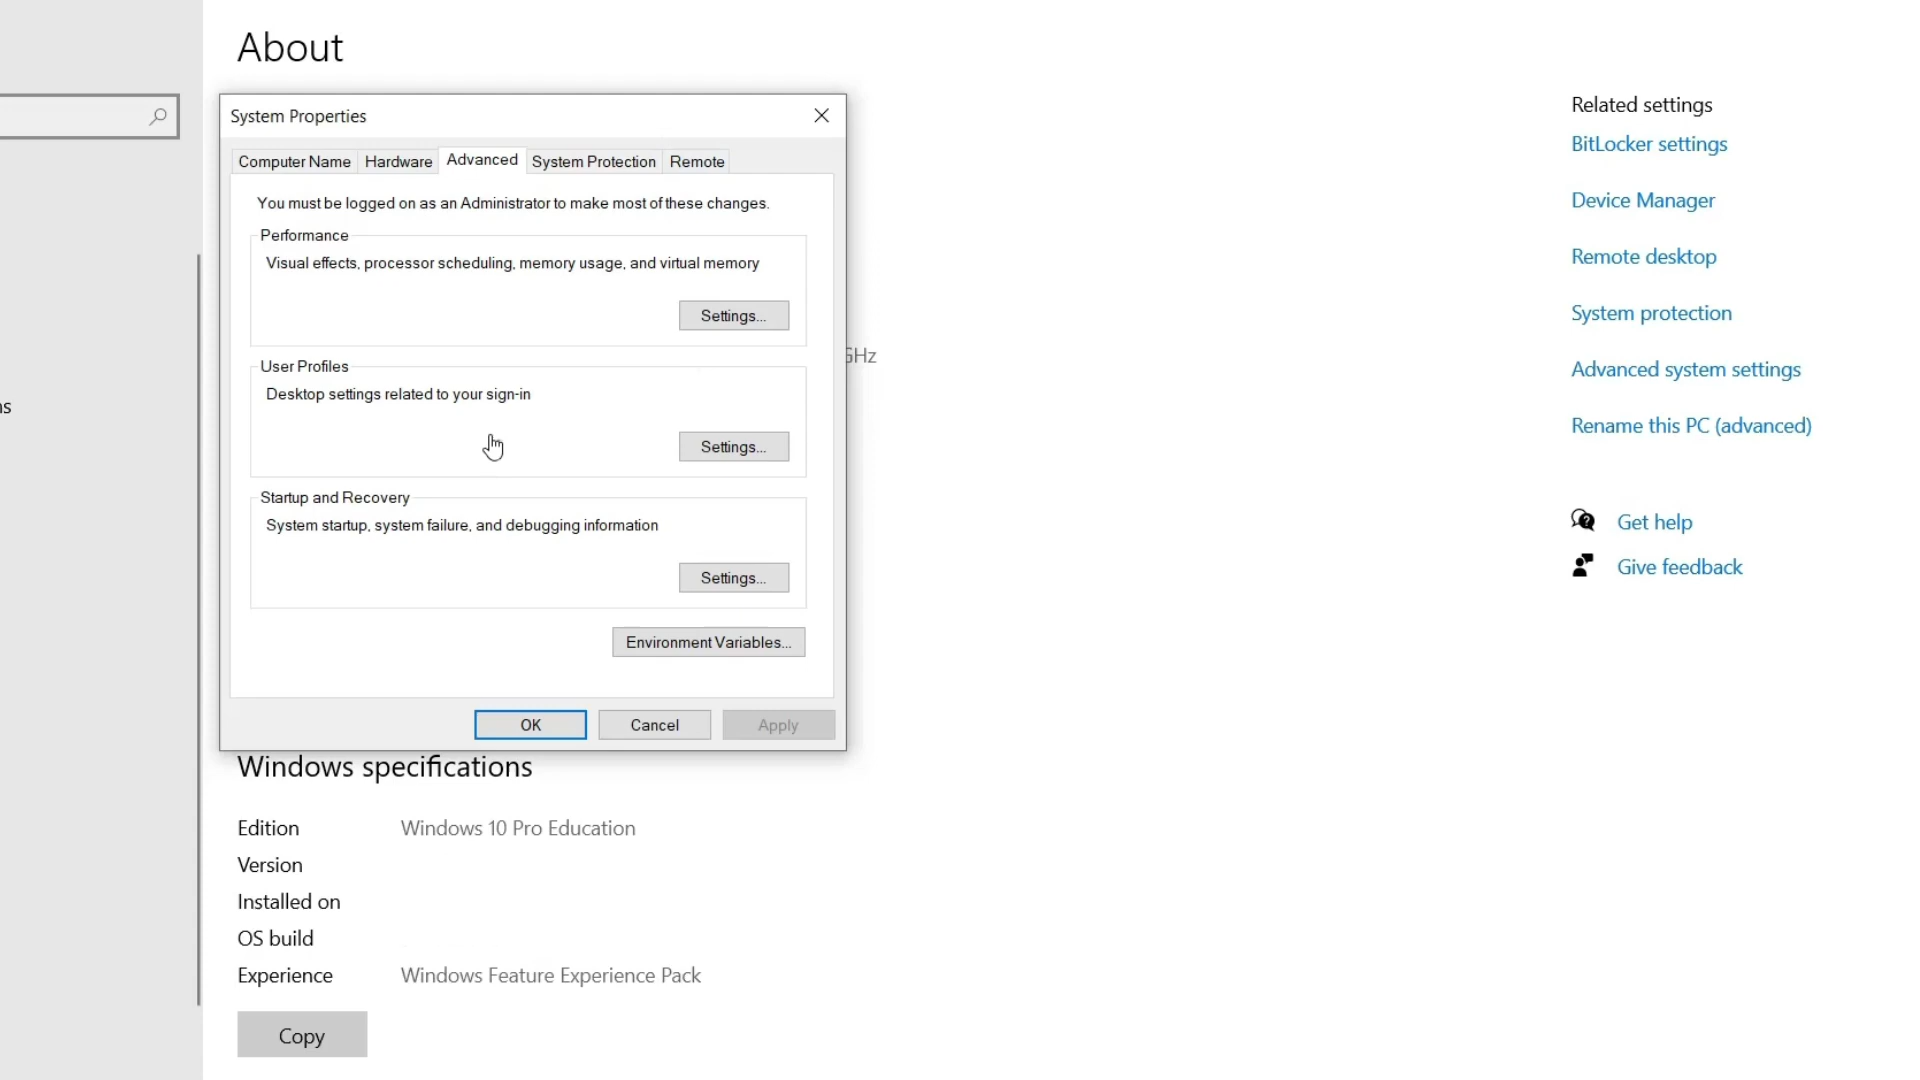 About
System Properties
Computer Name Hardware Advanced System Protection Remote
You must be logged on as an Administrator to make most of these changes.
Performance
Visual effects, processor scheduling, memory usage, and virtual memory
Settings...
User Profiles
Desktop settings related to your sign-in
Settings...
Startup and Recovery
System startup, system failure, and debugging information
Settings...
Environment Variables...
OK Cancel Apply
GHz
ns
Windows specifications
Edition Windows 10 Pro Education
Version
Installed on
OS build
Experience Windows Feature Experience Pack
Copy
Related settings
BitLocker settings
Device Manager
Remote desktop
System protection
Advanced system settings
Rename this PC (advanced)
Get help
Give feedback